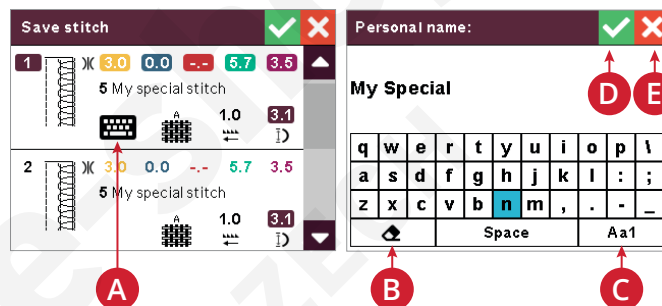 Save stitch
1 3.0 0.0 -.- 5.7 3.5
5 My special stitch
A 1.0 3.1
2 3.0 0.0 -.- 5.7 3.5
5 My special stitch
A 1.0 3.1
A
Personal name:
D E
My Special
q w e r t y u i o p \
a s d f g h j k l : ;
z x c v b n m , . - _
Space Aa1
B C